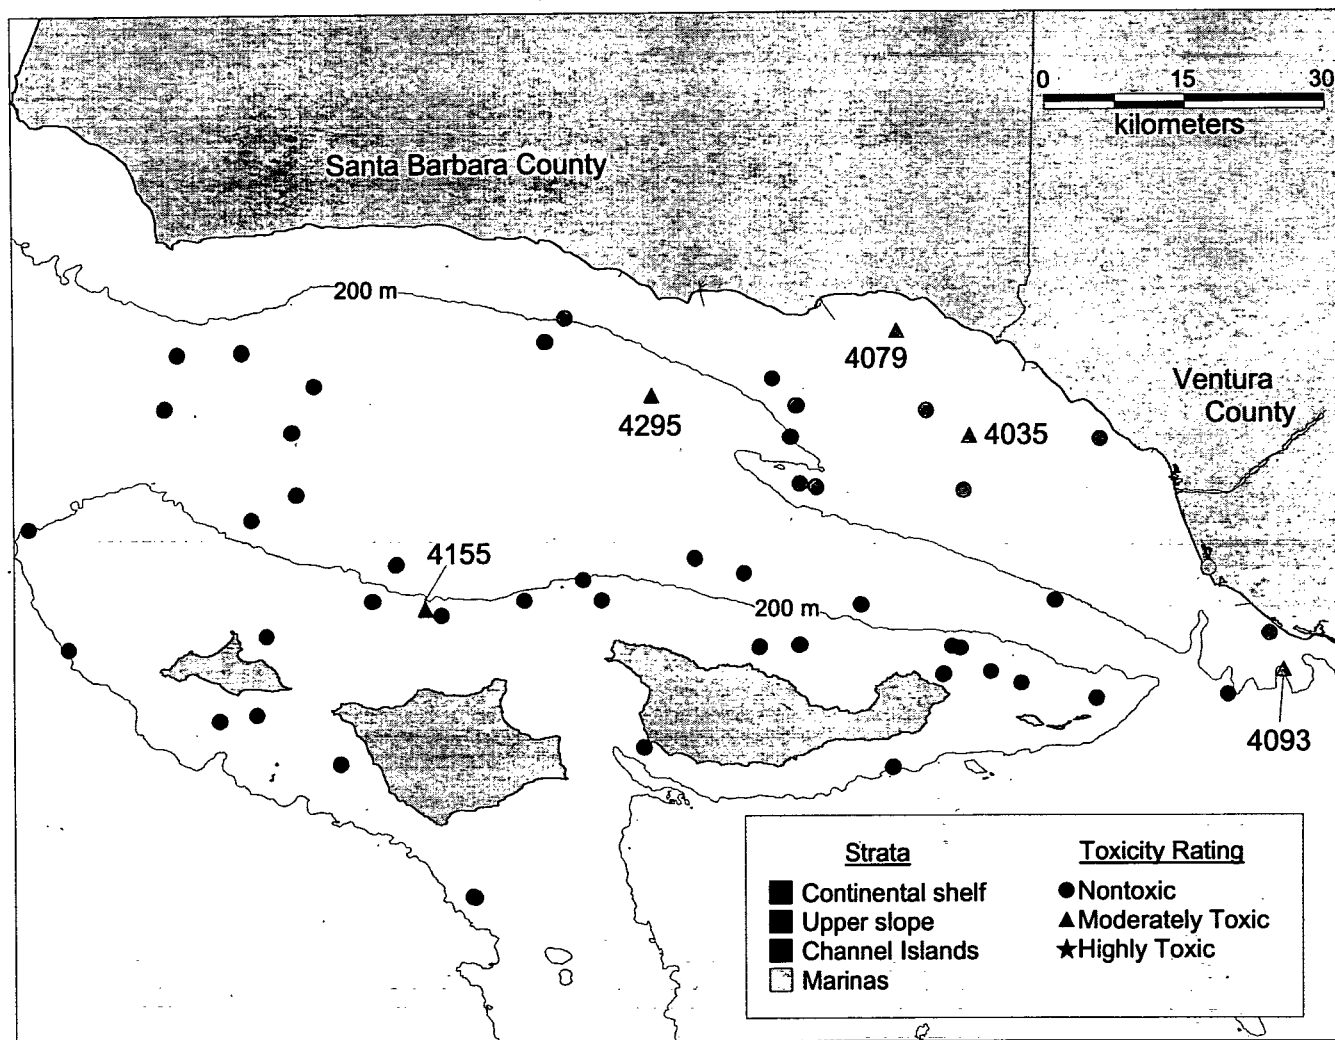 0 15 30
kilometers
Santa Barbara County
200 m
4079
Ventura
County
4295
4035
4155
200 m
4093
Strata
Continental shelf
Upper slope
Channel Islands
Marinas
Toxicity Rating
Nontoxic
Moderately Toxic
Highly Toxic